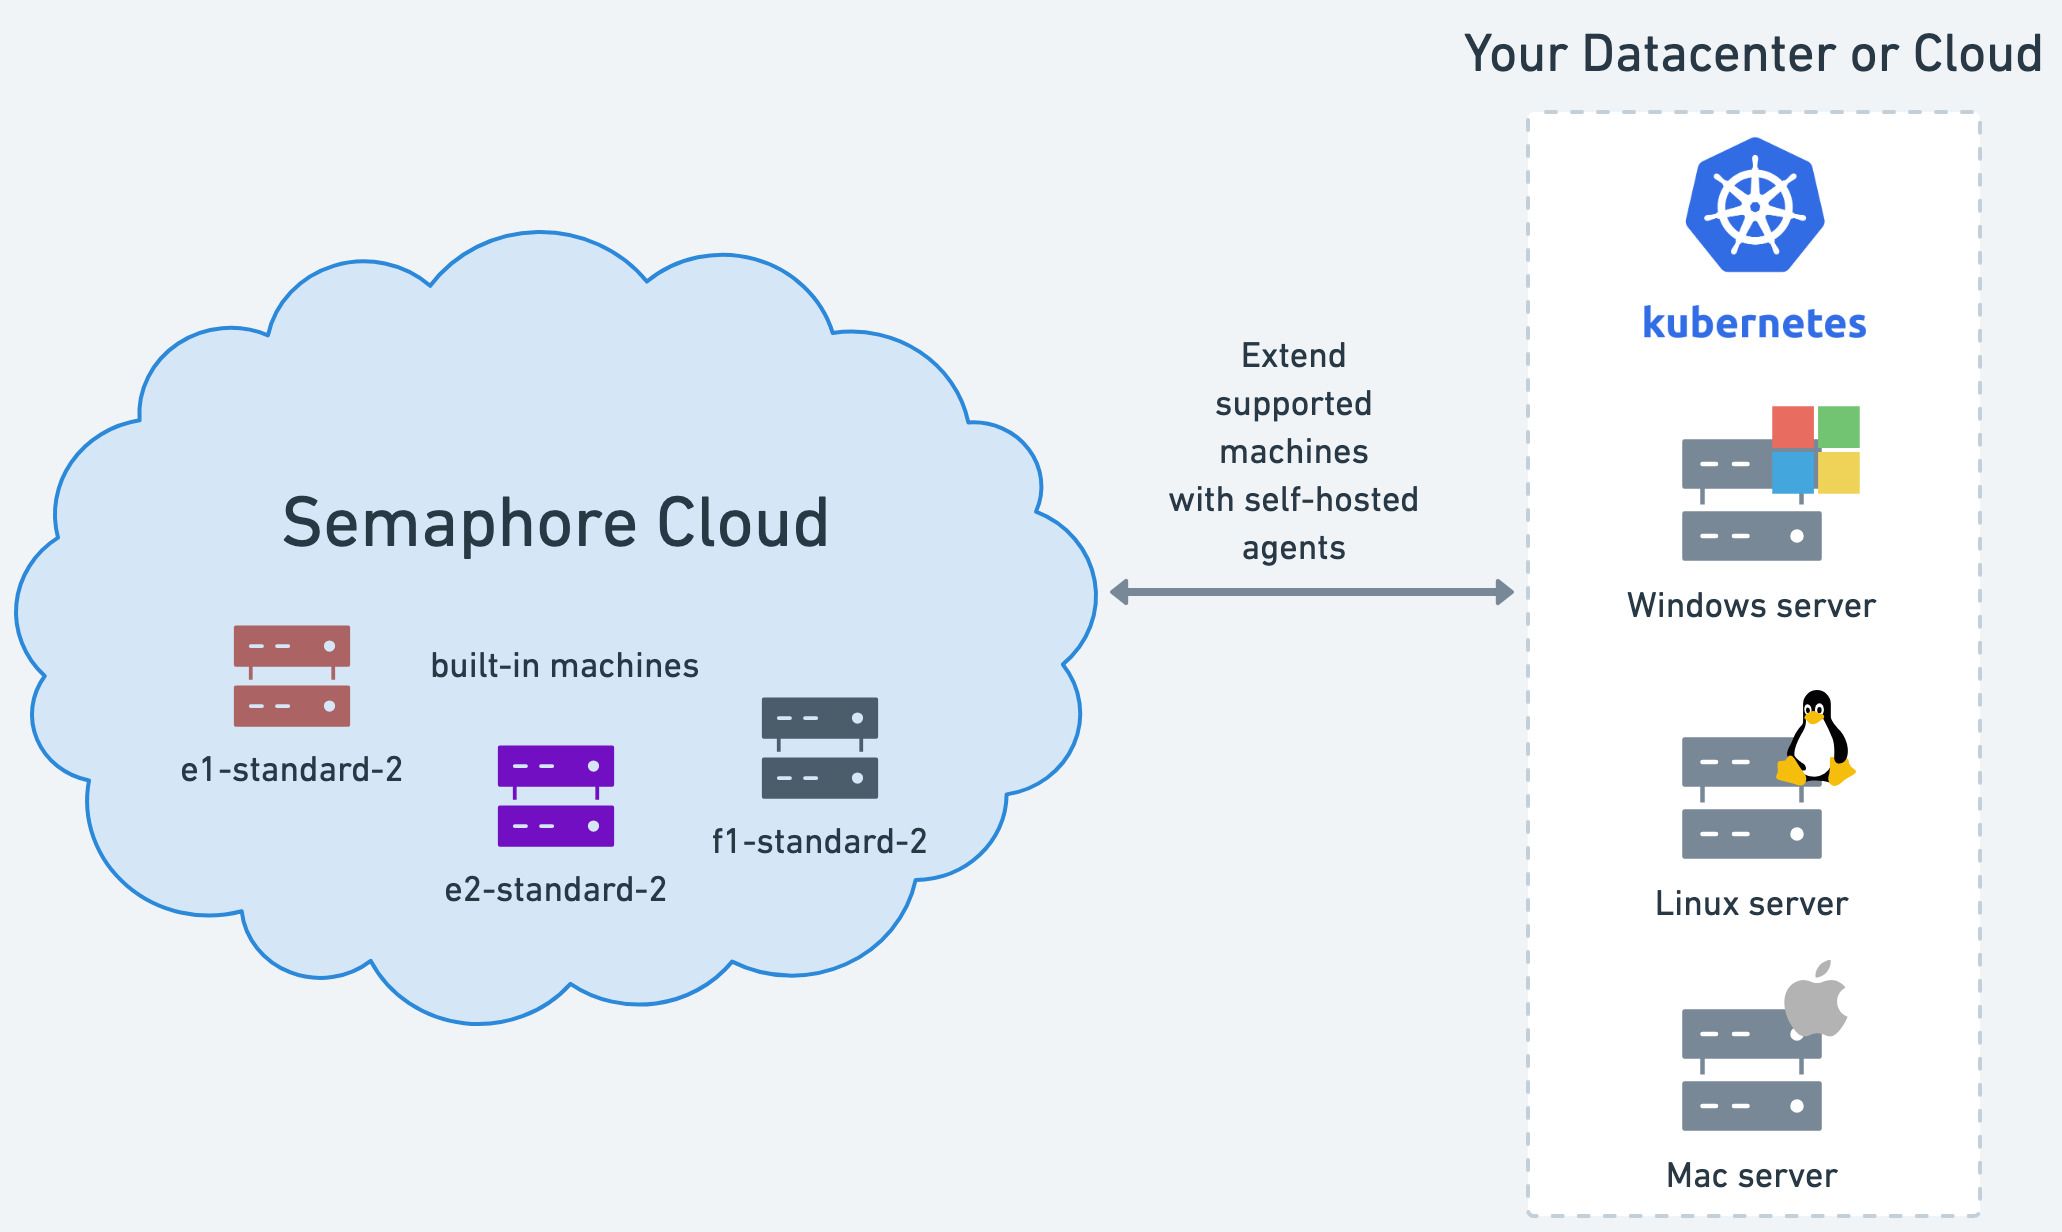 Your Datacenter or Cloud
kubernetes
Extend
supported
machines
with self-hosted
agents
Semaphore Cloud
Windows server
built-in machines
e1-standard-2
f1-standard-2
e2-standard-2
Linux server
Mac server